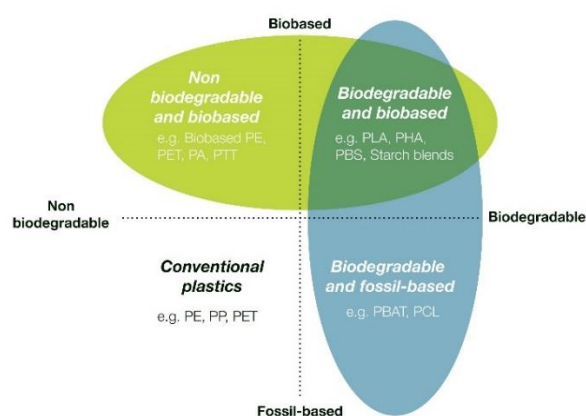 Biobased
Non
biodegradable
and biobased
e.g. Biobased PE,
PET, PA, PTT
Biodegradable
and biobased
e.g. PLA, PHA,
PBS, Starch blends
Non
biodegradable
Biodegradable
Conventional
plastics
e.g. PE, PP, PET
Biodegradable
and fossil-based
e.g. PBAT, PCL
Fossil-based